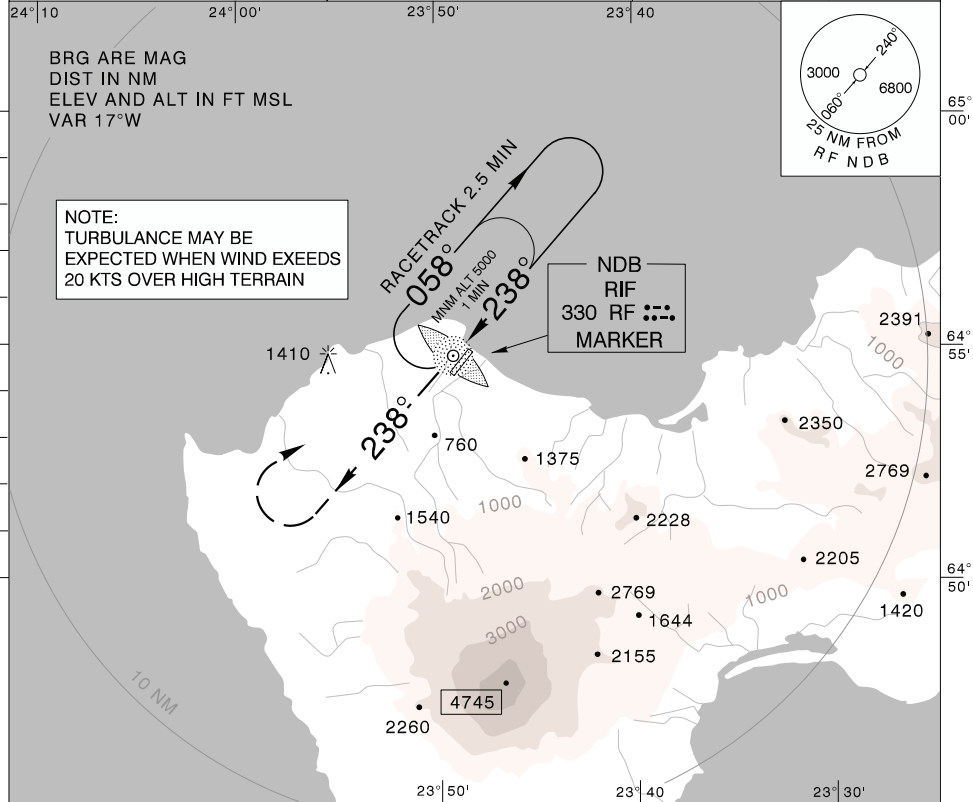 24°10
24°00'
23°50
23°40
BRG ARE MAG
DIST IN NM
ELEV AND ALT IN FT MSL
VAR 17°W
240°
3000
6800
060°
25 NM FROM
RF NDB
65°
00'
NOTE:
TURBULANCE MAY BE
EXPECTED WHEN WIND EXEEDS
20 KTS OVER HIGH TERRAIN
RACETRACK 2.5 MIN
058°
MNM ALT 5000
1 MIN
238°
NDB
RIF
330 RF
MARKER
2391
1000
64°
55'
1410
238°
760
1375
2350
2769
1000
1540
2228
2205
2000
2769
1000
64°
50'
1420
1644
3000
2155
10 NM
4745
2260
23°50'
23°40
23°30'